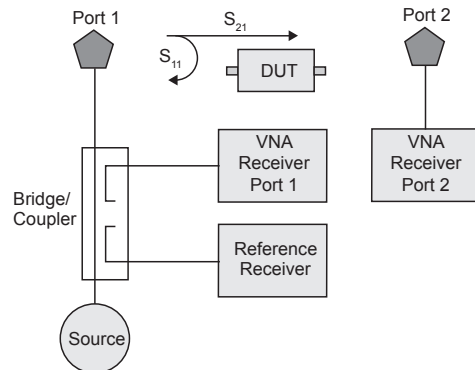 Port 1
S21
Port 2
S11
DUT
VNA
Receiver
Port 1
VNA
Receiver
Port 2
Bridge/
Coupler
Reference
Receiver
Source